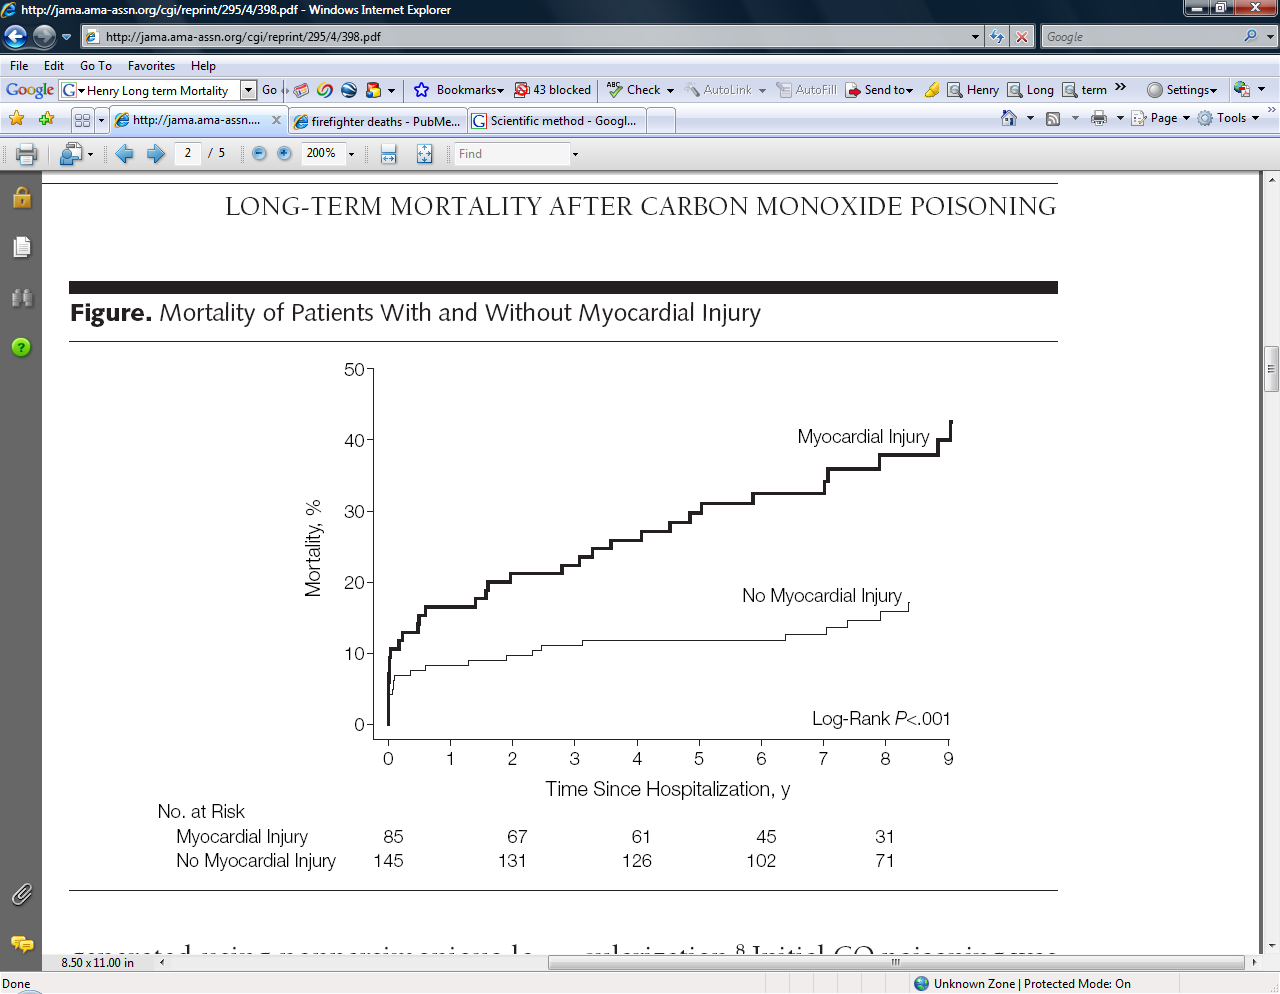 http://jama.ama-assn.org/cgi/reprint/295/4/398.pdf - Windows Internet Explorer
http://jama.ama-assn.org/cgi/reprint/295/4/398.pdf Google
File Edit Go To Favorites Help
Google G Henry Long term Mortality Go Bookmarks 43 blocked ABC Check AutoLink AutoFill Send to Henry Long term » Settings
http://jama.ama-assn.... firefighter deaths - PubMe... G Scientific method - Googl... Page Tools »
2 / 5 200% Find
LONG-TERM MORTALITY AFTER CARBON MONOXIDE POISONING
Figure. Mortality of Patients With and Without Myocardial Injury
50
40
30
20
10
0
Mortality, %
Myocardial Injury
No Myocardial Injury
Log-Rank P<.001
0 1 2 3 4 5 6 7 8 9
Time Since Hospitalization, y
No. at Risk
Myocardial Injury 85 67 61 45 31
No Myocardial Injury 145 131 126 102 71
8.50 x 11.00 in
Done Unknown Zone | Protected Mode: On